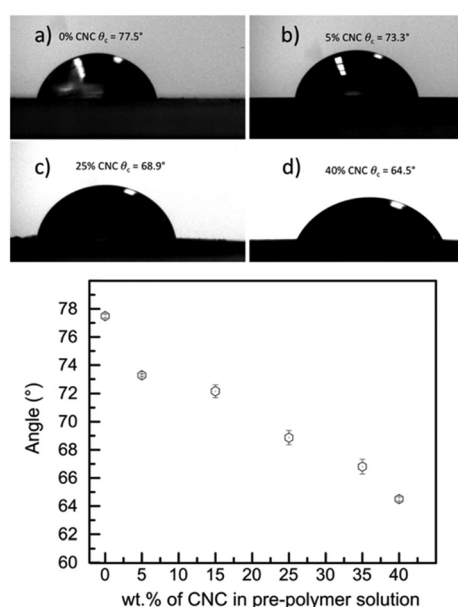 a) 0% CNC θc = 77.5°
b) 5% CNC θc = 73.3°
c) 25% CNC θc = 68.9°
d) 40% CNC θc = 64.5°
78
76
74
72
70
68
66
64
62
60
Angle (°)
0 5 10 15 20 25 30 35 40
wt.% of CNC in pre-polymer solution